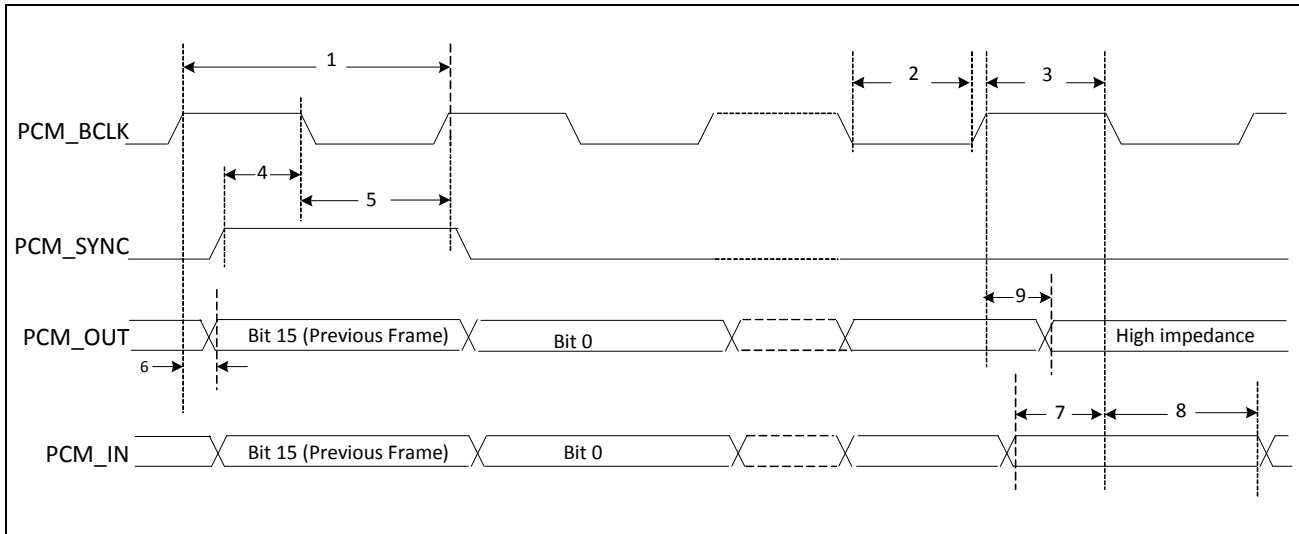 1
2
3
PCM_BCLK
4
5
PCM_SYNC
9
PCM_OUT
Bit 15 (Previous Frame)
Bit 0
High impedance
6
7
8
PCM_IN
Bit 15 (Previous Frame)
Bit 0